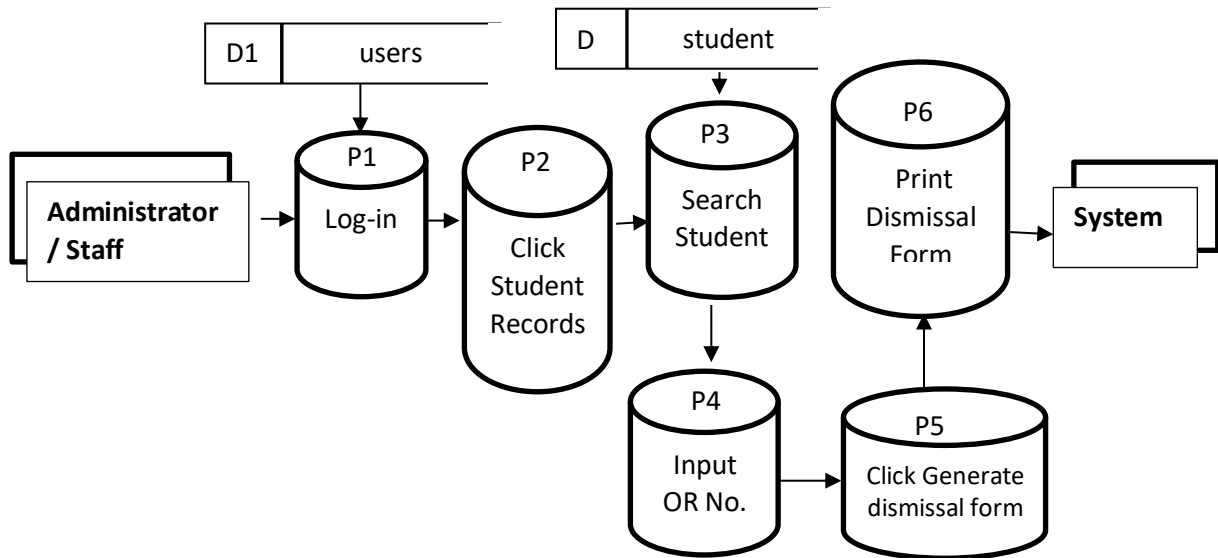 D1 users
D student
Administrator
/ Staff
P1
Log-in
P2
Click
Student
Records
P3
Search
Student
P4
Input
OR No.
P5
Click Generate
dismissal form
P6
Print
Dismissal
Form
System